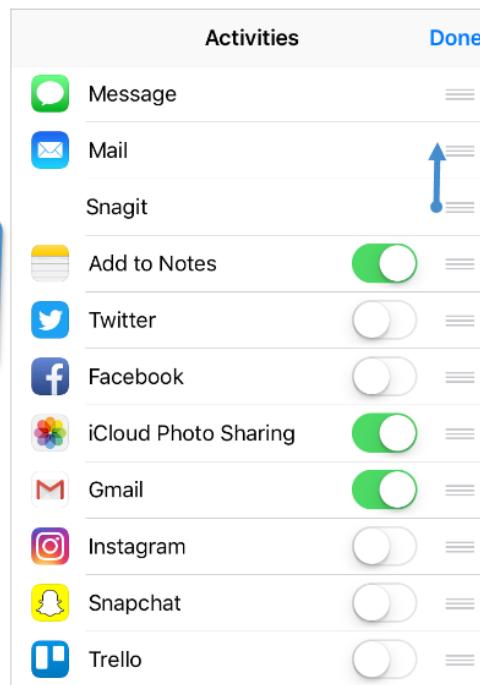 Activities
Done
Message
Mail
Snagit
Add to Notes
Twitter
Facebook
iCloud Photo Sharing
Gmail
Instagram
Snapchat
Trello